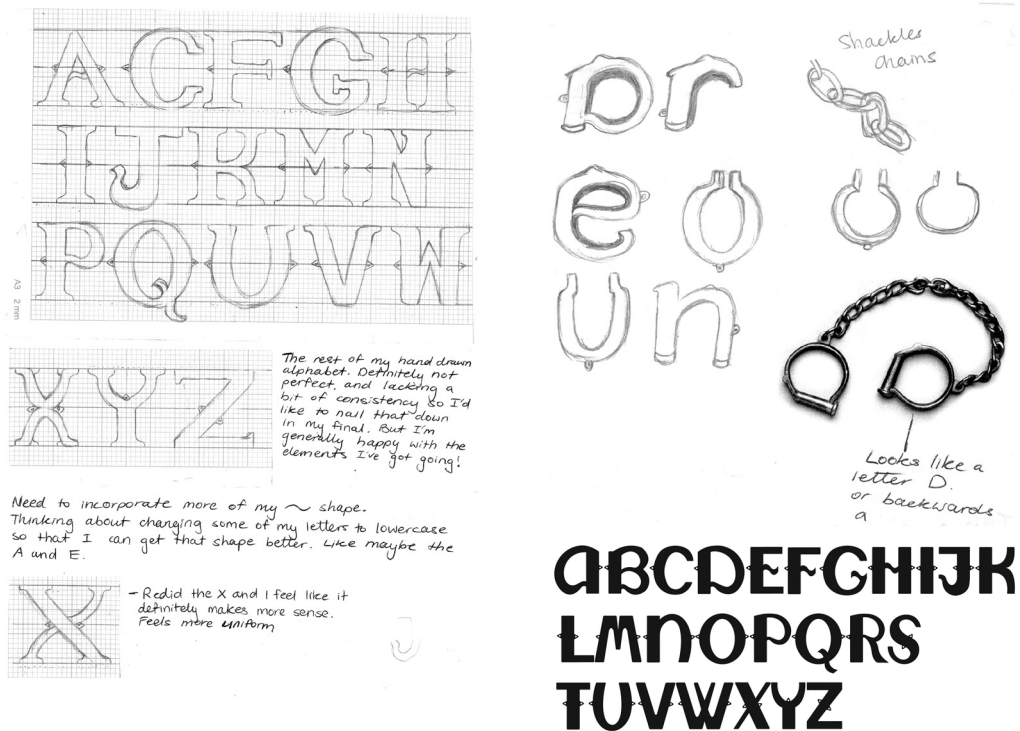 A C F G H
I J R M N
P Q U V W
A3 2 mm
X Y Z
The rest of my hand drawn
alphabet. Definitely not
perfect, and lacking a
bit of consistency so I'd
like to nail that down
in my final. But I'm
generally happy with the
elements I've got going!
Need to incorporate more of my ~ shape.
Thinking about changing some of my letters to lowercase
so that I can get that shape better. Like maybe the
A and E.
X
- Redid the X and I feel like it
definitely makes more sense.
Feels more uniform
J
Shackles
chains
D r
e o
u n
Looks like a
letter D.
or backwards
a
ABCDEFGHIJK
LMNOPQRS
TUVWXYZ